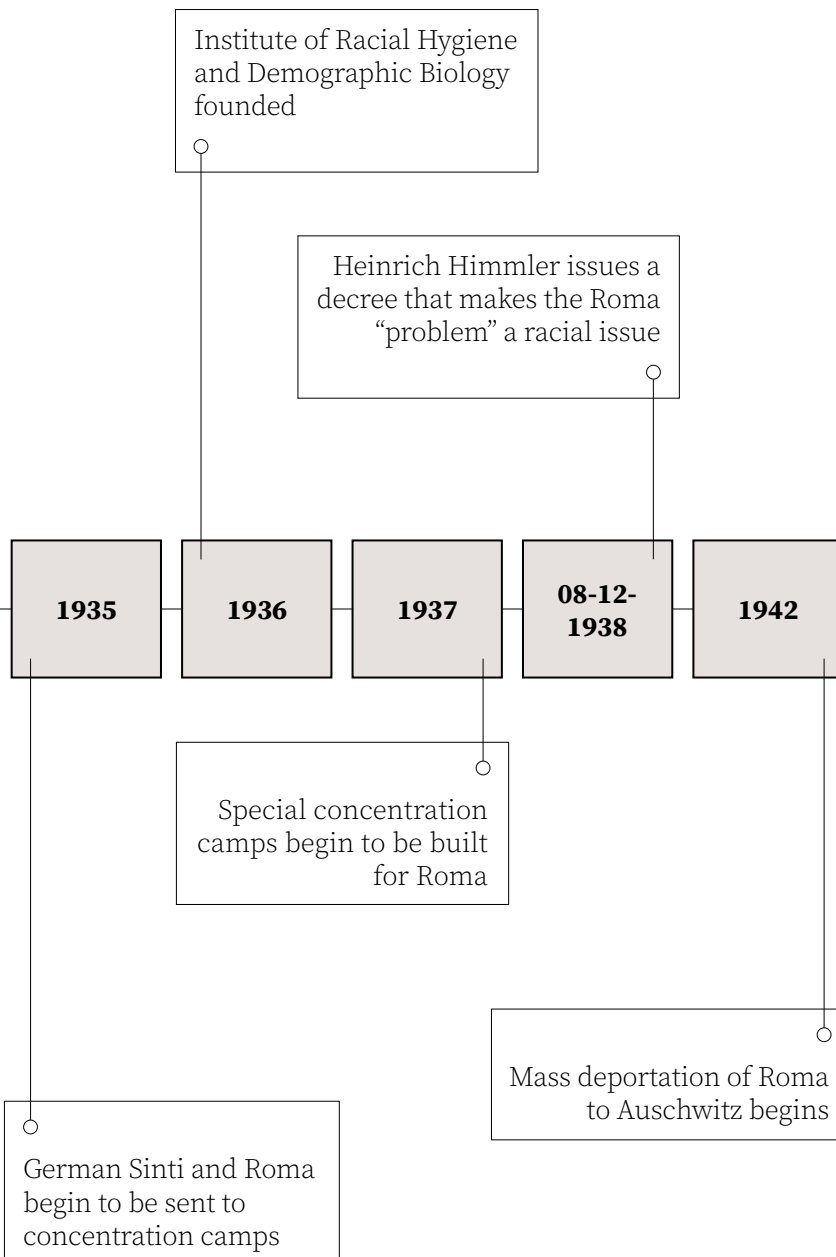 Institute of Racial Hygiene
and Demographic Biology
founded
Heinrich Himmler issues a
decree that makes the Roma
“problem” a racial issue
1935
1936
1937
08-12-
1938
1942
Special concentration
camps begin to be built
for Roma
Mass deportation of Roma
to Auschwitz begins
German Sinti and Roma
begin to be sent to
concentration camps